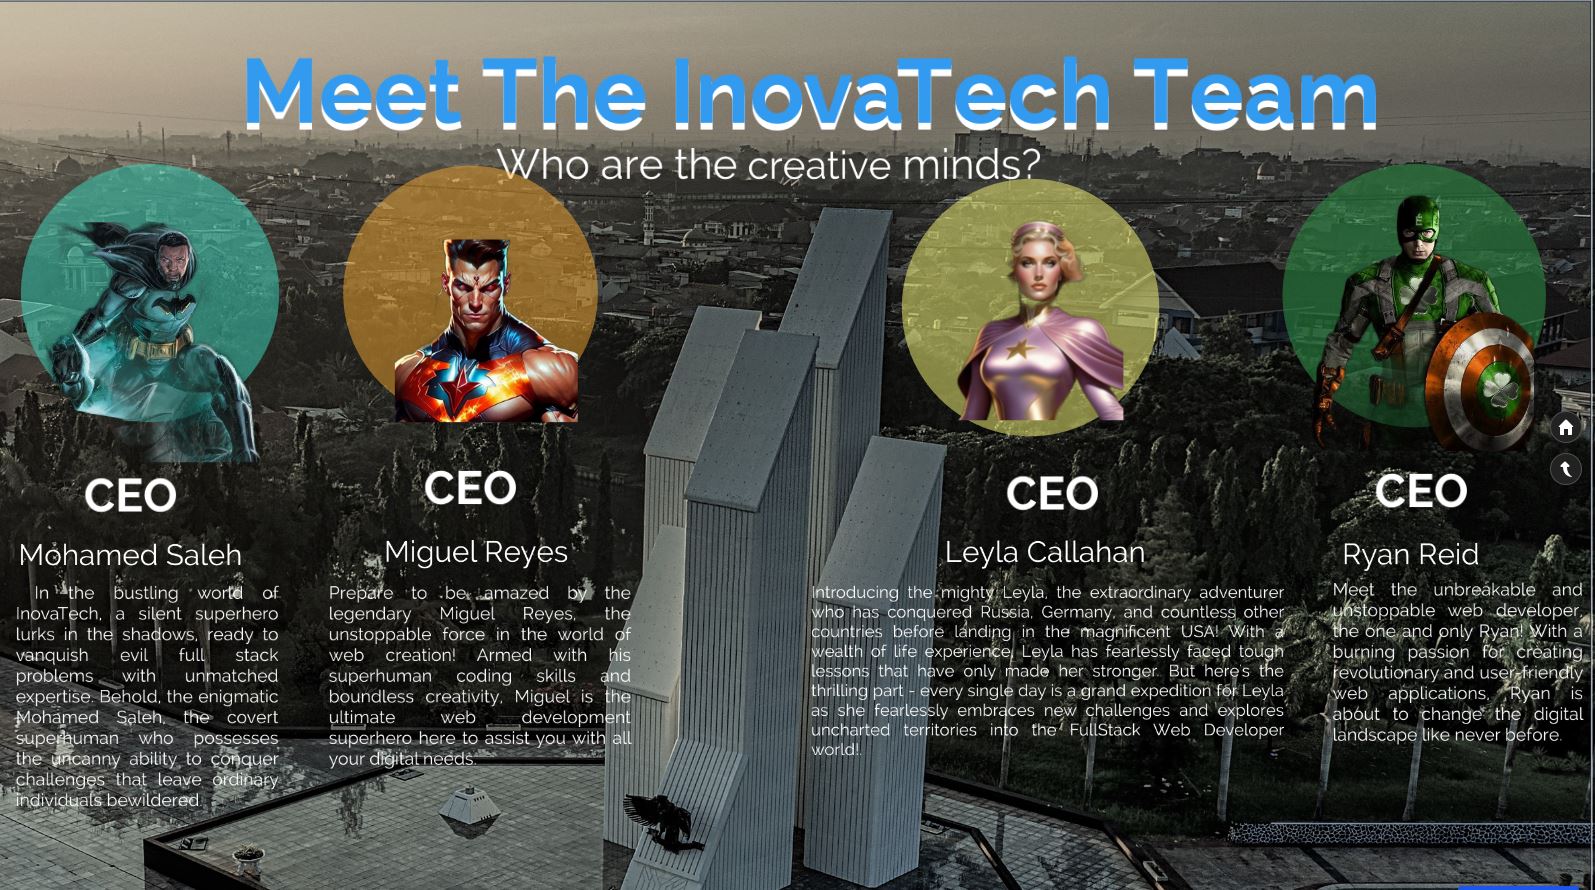 Meet The InovaTech Team
Who are the creative minds?
CEO
Mohamed Saleh
In the bustling world of
InovaTech, a silent superhero
lurks in the shadows, ready to
vanquish evil full stack
problems with unmatched
expertise. Behold, the enigmatic
Mohamed Saleh, the covert
superhuman who possesses
the uncanny ability to conquer
challenges that leave ordinary
individuals bewildered.
CEO
Miguel Reyes
Prepare to be amazed by the
legendary Miguel Reyes, the
unstoppable force in the world of
web creation! Armed with his
superhuman coding skills and
boundless creativity, Miguel is the
ultimate web development
superhero here to assist you with all
your digital needs.
CEO
Leyla Callahan
Introducing the mighty Leyla, the extraordinary adventurer
who has conquered Russia, Germany, and countless other
countries before landing in the magnificent USA! With a
wealth of life experience, Leyla has fearlessly faced tough
lessons that have only made her stronger. But here's the
thrilling part - every single day is a grand expedition for Leyla
as she fearlessly embraces new challenges and explores
uncharted territories into the FullStack Web Developer
world!.
CEO
Ryan Reid
Meet the unbreakable and
unstoppable web developer,
the one and only Ryan! With a
burning passion for creating
revolutionary and user-friendly
web applications, Ryan is
about to change the digital
landscape like never before.